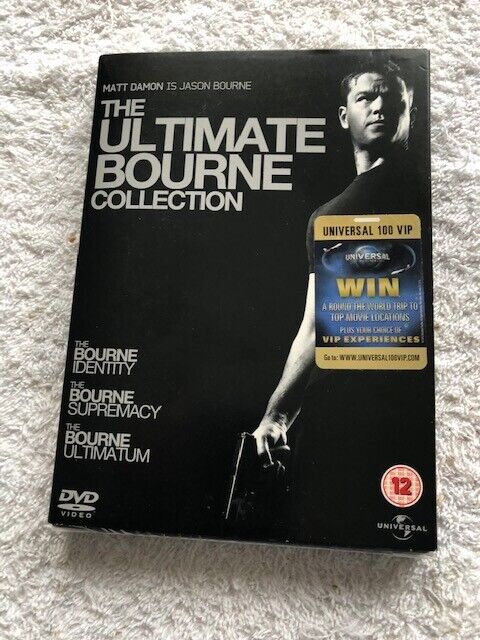 MATT DAMON IS JASON BOURNE
THE
ULTIMATE
BOURNE
COLLECTION
UNIVERSAL 100 VIP
UNIVERSAL
WIN
A ROUND THE WORLD TRIP TO
TOP MOVIE LOCATIONS
PLUS YOUR CHOICE OF
VIP EXPERIENCES
Go to: WWW.UNIVERSAL100VIP.COM
THE
BOURNE
IDENTITY
THE
BOURNE
SUPREMACY
THE
BOURNE
ULTIMATUM
DVD
VIDEO
12
UNIVERSAL